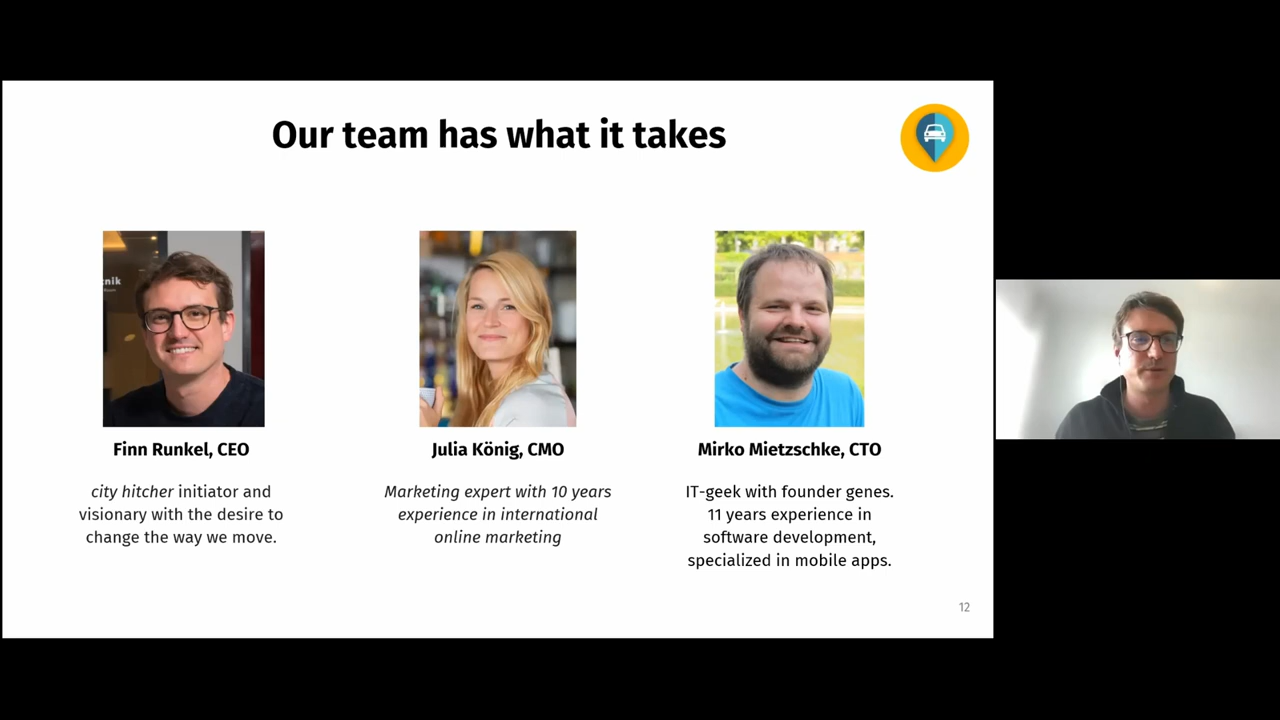 Our team has what it takes
Finn Runkel, CEO
city hitcher initiator and
visionary with the desire to
change the way we move.
Julia König, CMO
Marketing expert with 10 years
experience in international
online marketing
Mirko Mietzschke, CTO
IT-geek with founder genes.
11 years experience in
software development,
specialized in mobile apps.
12